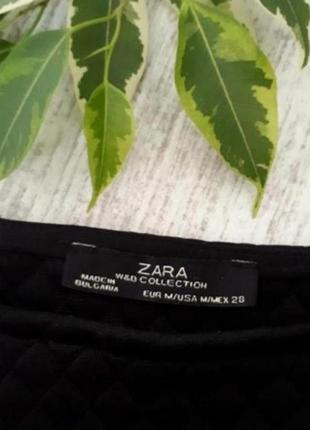 ZARA
W&B COLLECTION
MADE IN
BULGARIA
EUR M/USA M/MEX 28